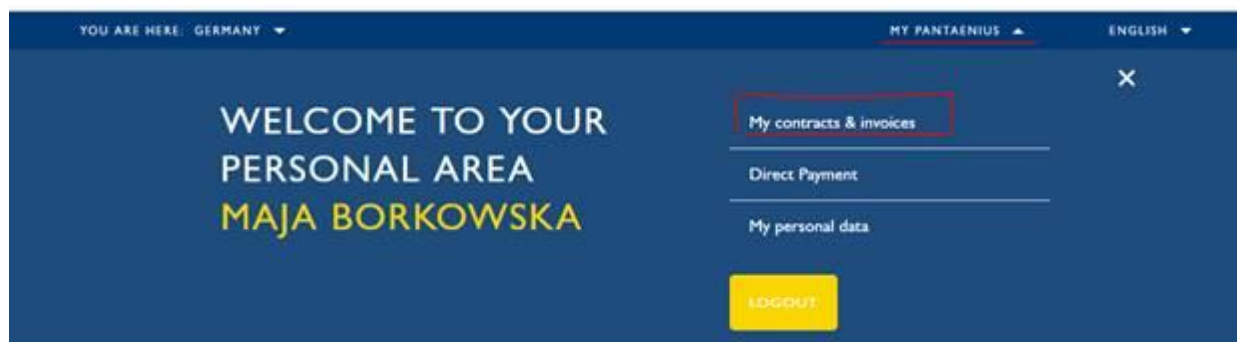 YOU ARE HERE: GERMANY
MY PANTAENIUS
ENGLISH
WELCOME TO YOUR
PERSONAL AREA
MAJA BORKOWSKA
My contracts & invoices
Direct Payment
My personal data
LOGOUT